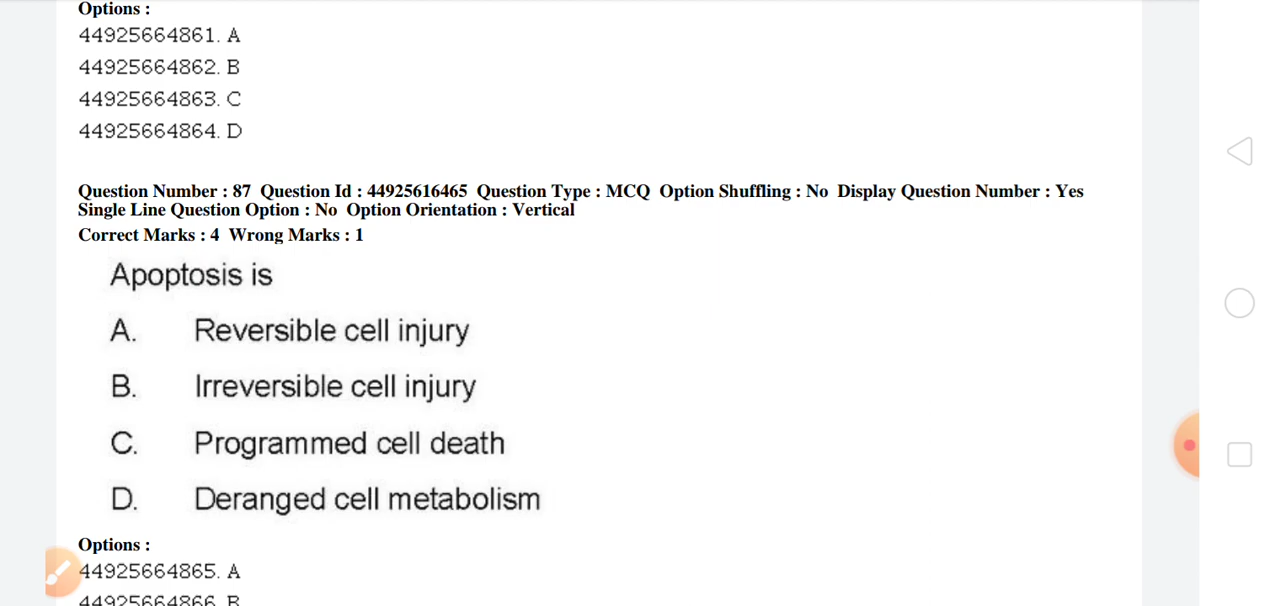 Options :
44925664861. A
44925664862. B
44925664863. C
44925664864. D
Question Number : 87 Question Id : 44925616465 Question Type : MCQ Option Shuffling : No Display Question Number : Yes
Single Line Question Option : No Option Orientation : Vertical
Correct Marks : 4 Wrong Marks : 1
Apoptosis is
A. Reversible cell injury
B. Irreversible cell injury
C. Programmed cell death
D. Deranged cell metabolism
Options :
44925664865. A
44925664866. B